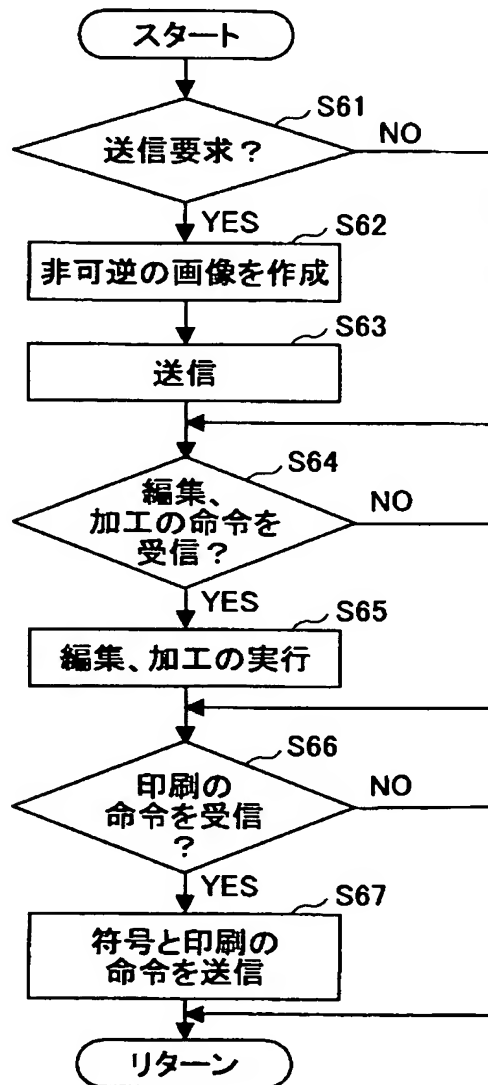 スタート
S61
送信要求?
NO
YES
S62
非可逆の画像を作成
S63
送信
S64
編集、
加工の命令を
受信?
NO
YES
S65
編集、加工の実行
S66
印刷の
命令を受信
?
NO
YES
S67
符号と印刷の
命令を送信
リターン